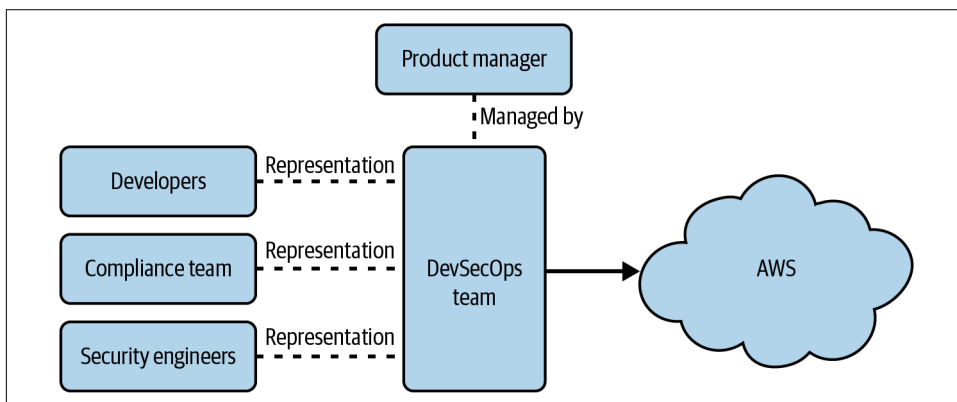 Product manager
Managed by
Developers
Representation
Compliance team
Representation
Security engineers
Representation
DevSecOps
team
AWS